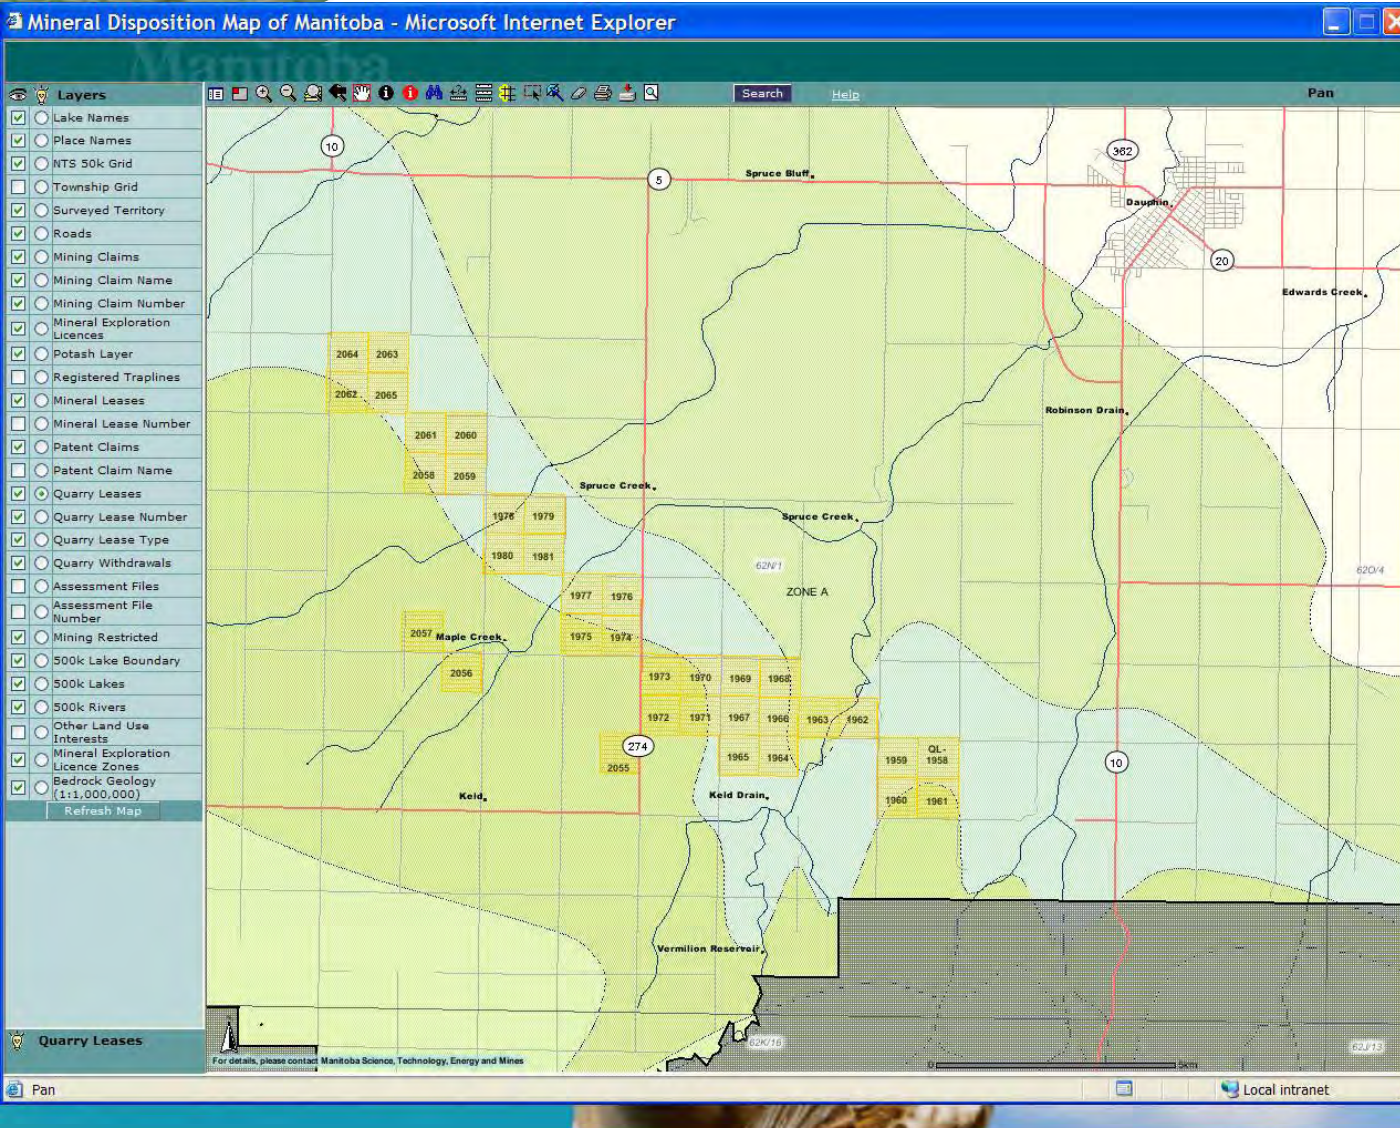 Mineral Disposition Map of Manitoba - Microsoft Internet Explorer
Manitoba
Layers
Search
Help
Pan
Lake Names
Place Names
NTS 50k Grid
Township Grid
Surveyed Territory
Roads
Mining Claims
Mining Claim Name
Mining Claim Number
Mineral Exploration
Licences
Potash Layer
Registered Traplines
Mineral Leases
Mineral Lease Number
Patent Claims
Patent Claim Name
Quarry Leases
Quarry Lease Number
Quarry Lease Type
Quarry Withdrawals
Assessment Files
Assessment File
Number
Mining Restricted
500k Lake Boundary
500k Lakes
500k Rivers
Other Land Use
Interests
Mineral Exploration
Licence Zones
Bedrock Geology
(1:1,000,000)
Refresh Map
Quarry Leases
10
362
5
Spruce Bluff
Dauphin
20
Edwards Creek
2064 2063
2062 2065
Robinson Drain
2061 2060
2058 2059
Spruce Creek
1978 1979
Spruce Creek
1980 1981
62N/1
62O/4
ZONE A
1977 1976
1975 1974
2057
Maple Creek
2056
1973 1970 1969 1968
1972 1971 1967 1966 1963 1962
274
2055
1965 1964
1959 QL-
1958
10
Keld
Keld Drain
1960 1961
Vermilion Reservoir
62K/16
62J/13
For details, please contact Manitoba Science, Technology, Energy and Mines
0 5km
Pan
Local intranet